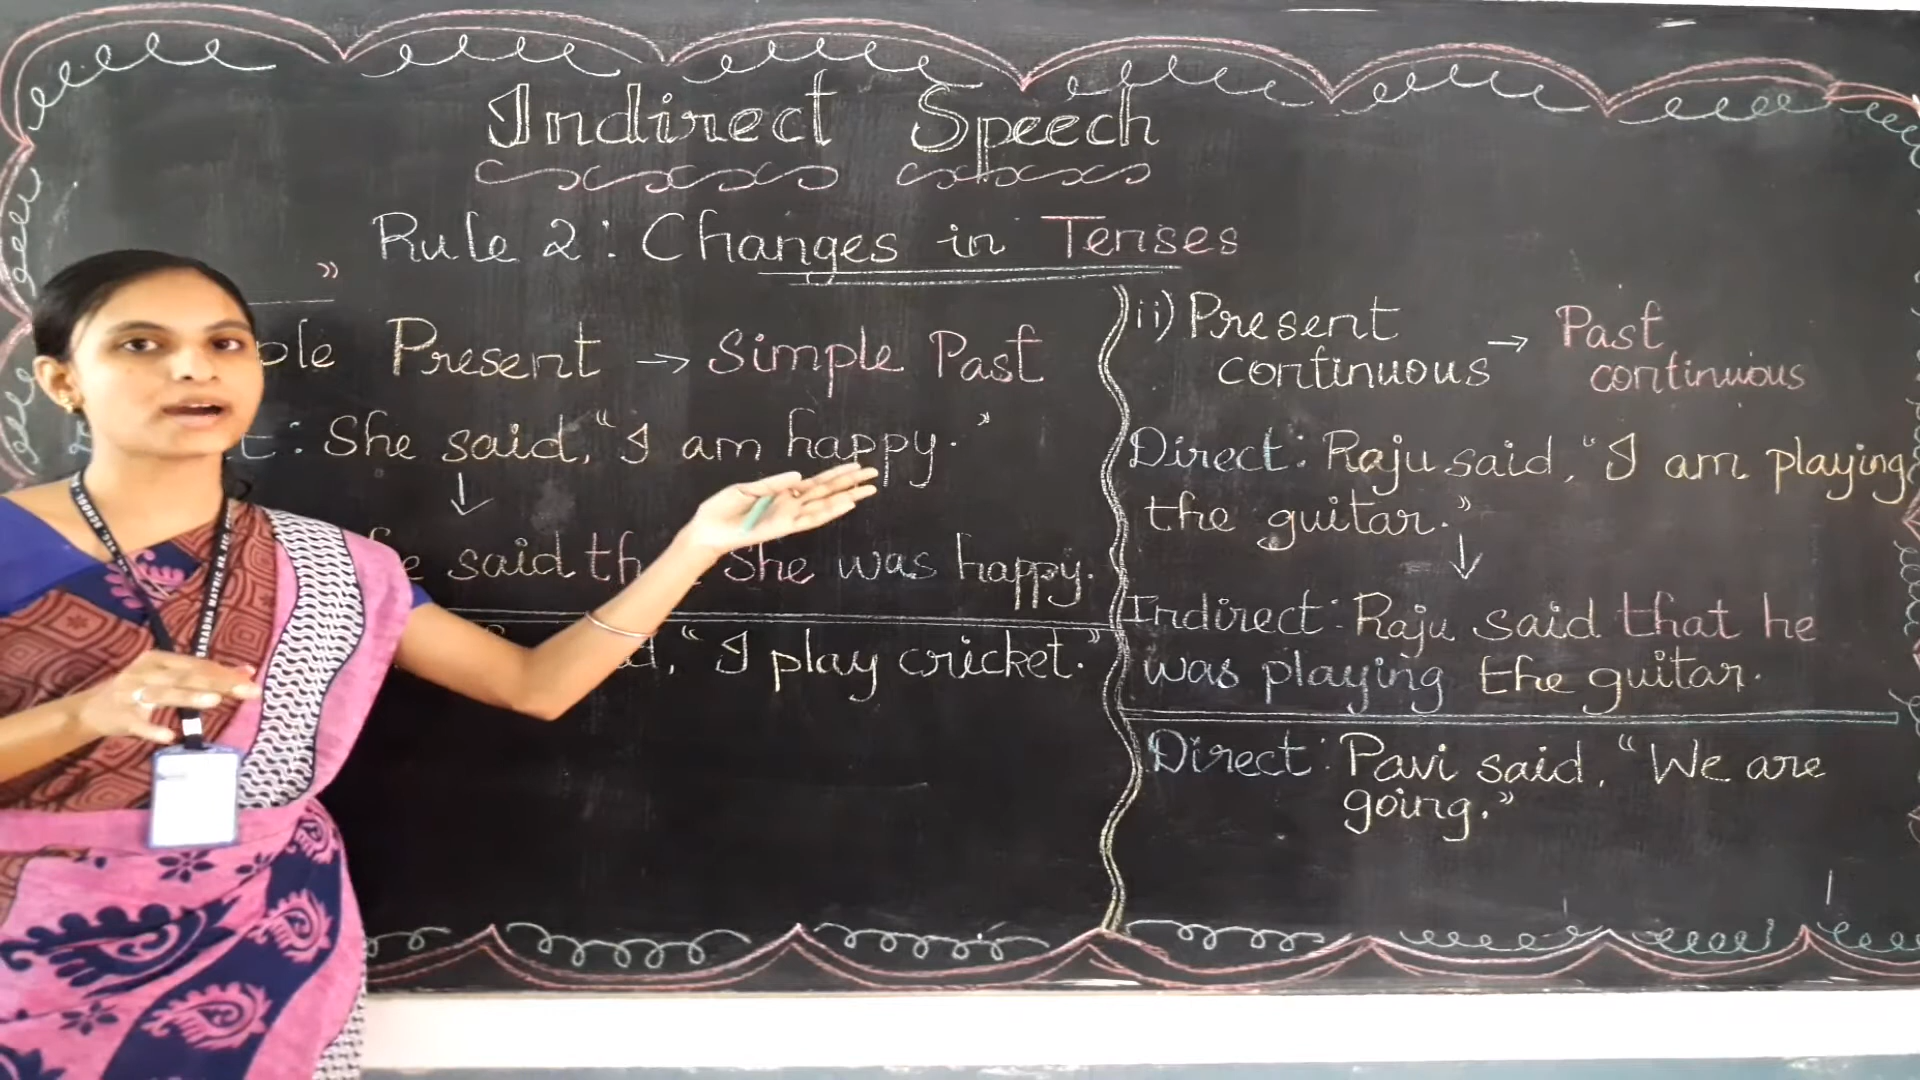 Indirect Speech
Rule 2: Changes in Tenses
"
Present → Simple Past
: She said, "I am happy."
↓
said she was happy.
"I play cricket."
ii) Present continuous → Past continuous
Direct: Raju said, "I am playing
the guitar."
↓
Indirect: Raju said that he
was playing the guitar.
Direct: Pavi said, "We are
going."